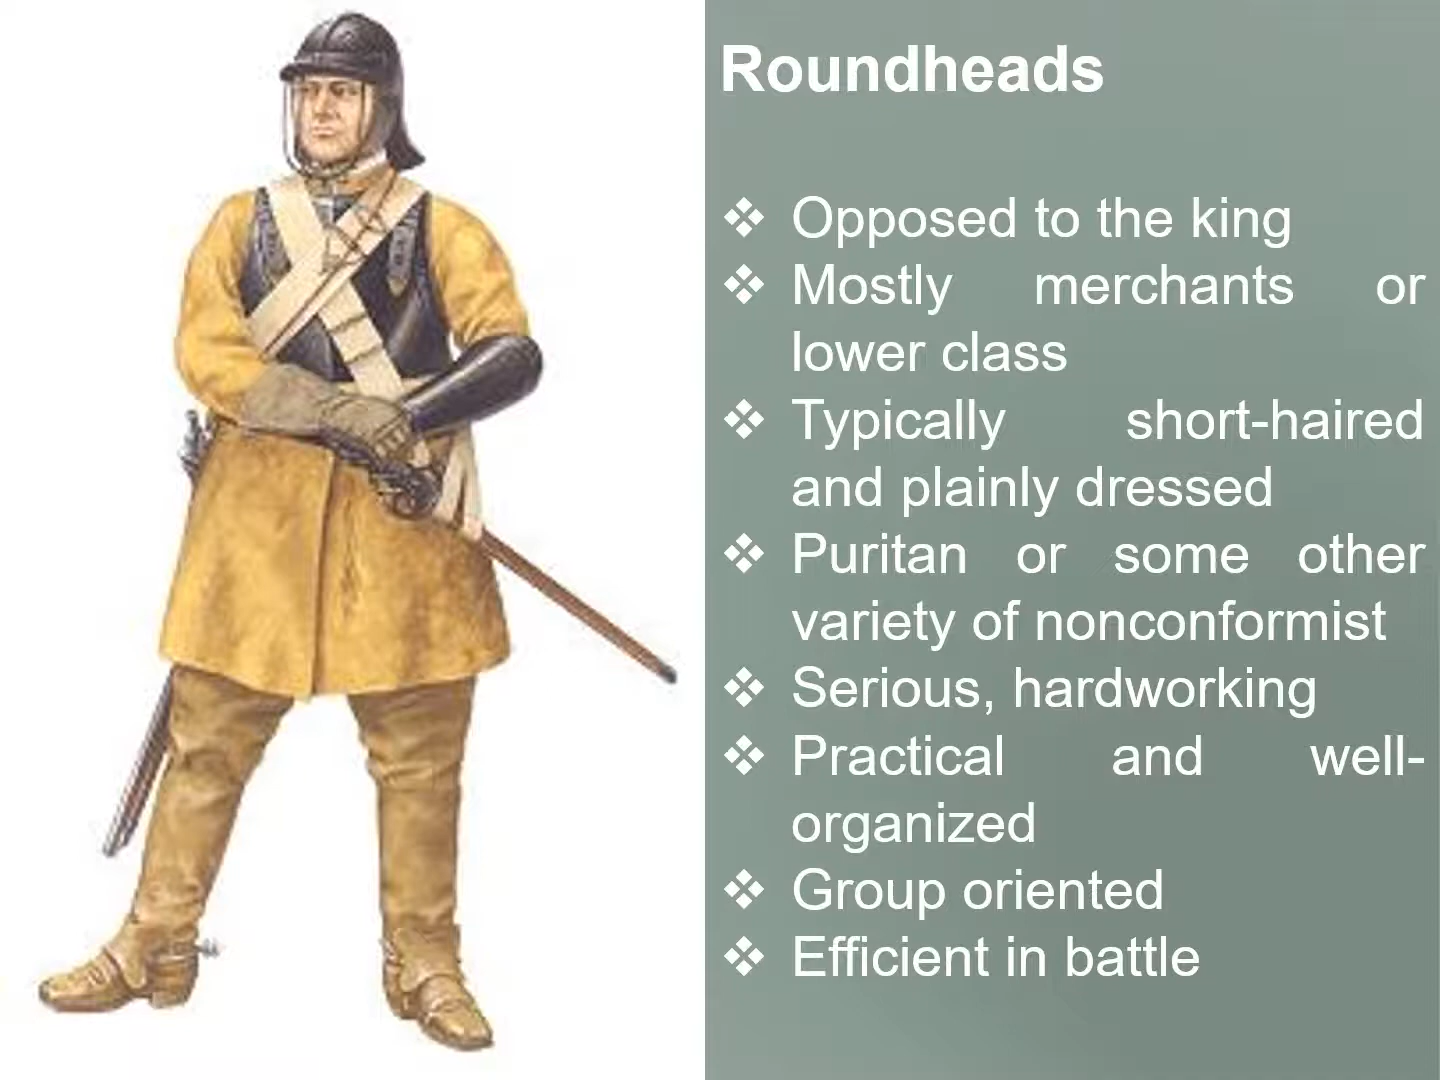 Roundheads
❖ Opposed to the king
❖ Mostly merchants or
lower class
❖ Typically short-haired
and plainly dressed
❖ Puritan or some other
variety of nonconformist
❖ Serious, hardworking
❖ Practical and well-
organized
❖ Group oriented
❖ Efficient in battle